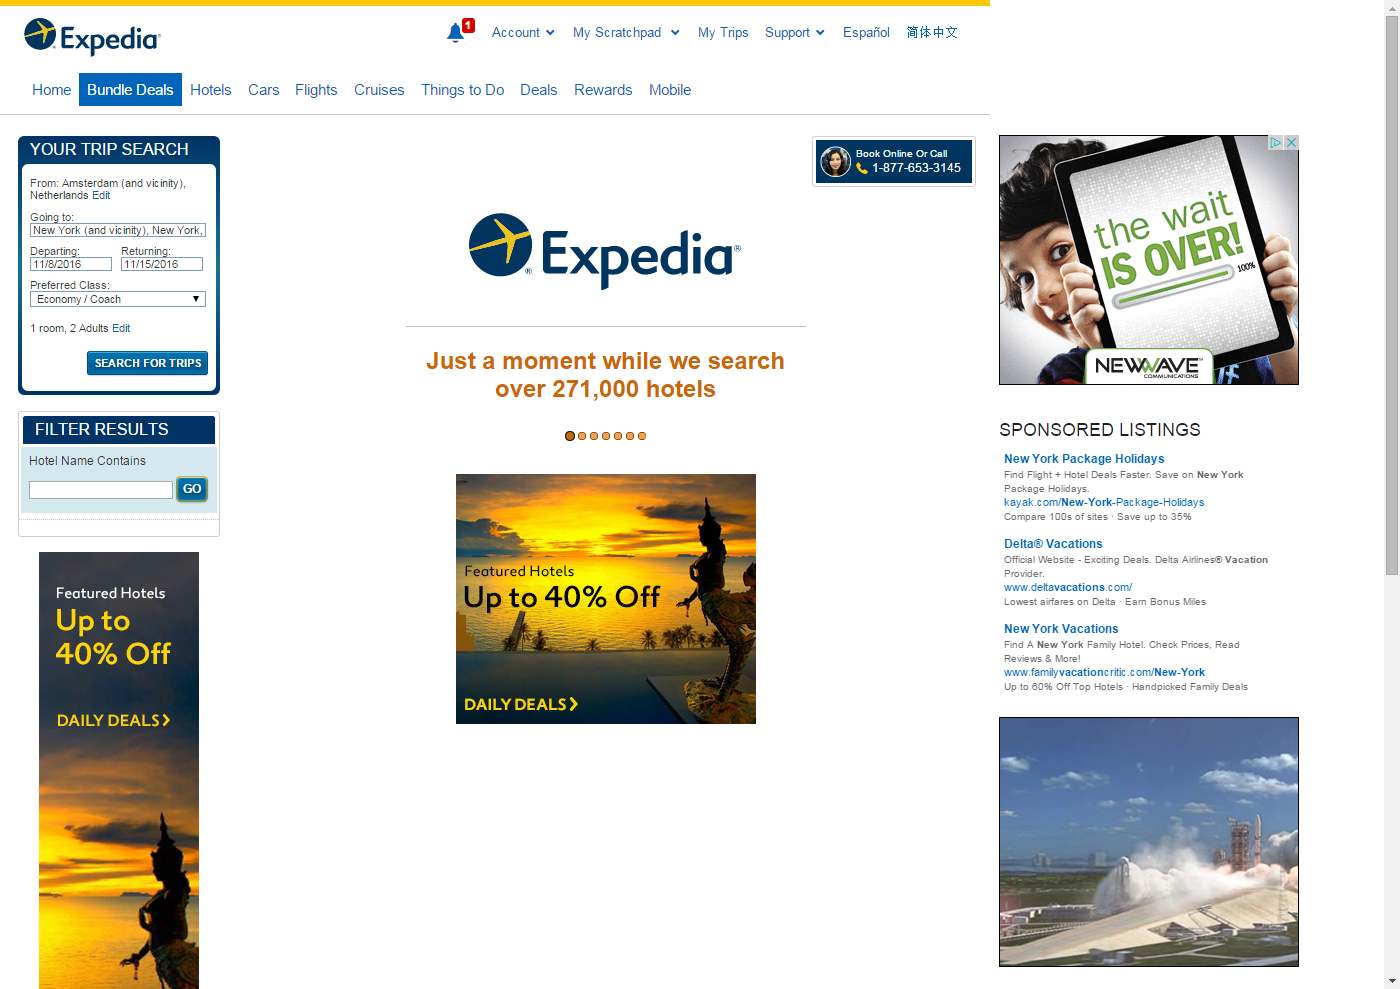 Expedia®
1
Account
My Scratchpad
My Trips
Support
Español
简体中文
Home
Bundle Deals
Hotels
Cars
Flights
Cruises
Things to Do
Deals
Rewards
Mobile
YOUR TRIP SEARCH
From: Amsterdam (and vicinity),
Netherlands Edit
Going to:
New York (and vicinity), New York,
Departing: Returning:
11/8/2016 11/15/2016
Preferred Class:
Economy / Coach
1 room, 2 Adults Edit
SEARCH FOR TRIPS
FILTER RESULTS
Hotel Name Contains
GO
Featured Hotels
Up to
40% Off
DAILY DEALS
Book Online Or Call
1-877-653-3145
Expedia®
Just a moment while we search
over 271,000 hotels
Featured Hotels
Up to 40% Off
DAILY DEALS
the wait
IS OVER!
100%
NEWWAVE™
COMMUNICATIONS
SPONSORED LISTINGS
New York Package Holidays
Find Flight + Hotel Deals Faster. Save on New York
Package Holidays.
kayak.com/New-York-Package-Holidays
Compare 100s of sites · Save up to 35%
Delta® Vacations
Official Website - Exciting Deals. Delta Airlines® Vacation
Provider.
www.deltavacations.com/
Lowest airfares on Delta · Earn Bonus Miles
New York Vacations
Find A New York Family Hotel. Check Prices, Read
Reviews & More!
www.familyvacationcritic.com/New-York
Up to 60% Off Top Hotels · Handpicked Family Deals